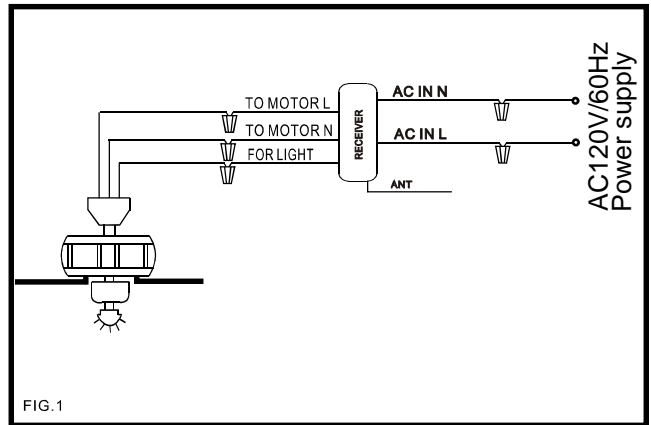 TO MOTOR L
TO MOTOR N
FOR LIGHT
RECEIVER
AC IN N
AC IN L
ANT
AC120V/60Hz
Power supply
FIG.1